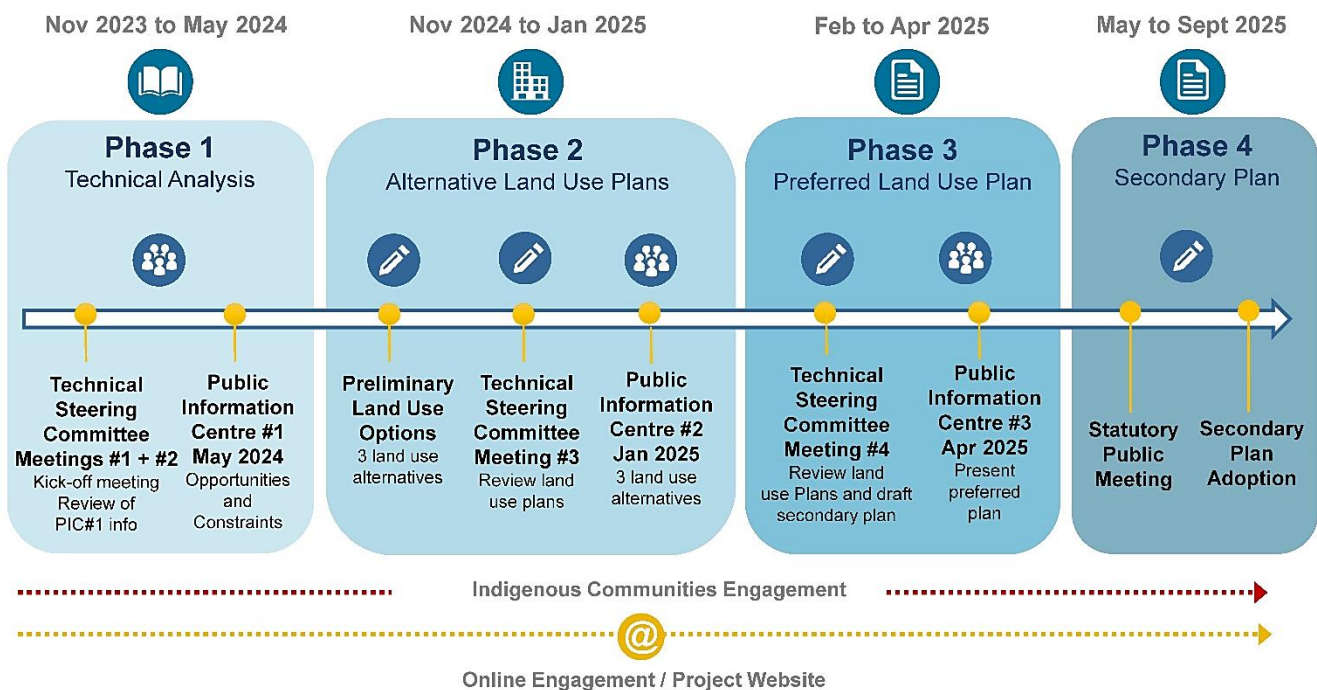 Nov 2023 to May 2024
Nov 2024 to Jan 2025
Feb to Apr 2025
May to Sept 2025
Phase 1
Technical Analysis
Phase 2
Alternative Land Use Plans
Phase 3
Preferred Land Use Plan
Phase 4
Secondary Plan
Technical
Steering
Committee
Meetings #1 + #2
Kick-off meeting
Review of
PIC#1 info
Public
Information
Centre #1
May 2024
Opportunities
and
Constraints
Preliminary
Land Use
Options
3 land use
alternatives
Technical
Steering
Committee
Meeting #3
Review land
use plans
Public
Information
Centre #2
Jan 2025
3 land use
alternatives
Technical
Steering
Committee
Meeting #4
Review land
use Plans and draft
secondary plan
Public
Information
Centre #3
Apr 2025
Present
preferred
plan
Statutory
Public
Meeting
Secondary
Plan
Adoption
Indigenous Communities Engagement
@
Online Engagement / Project Website